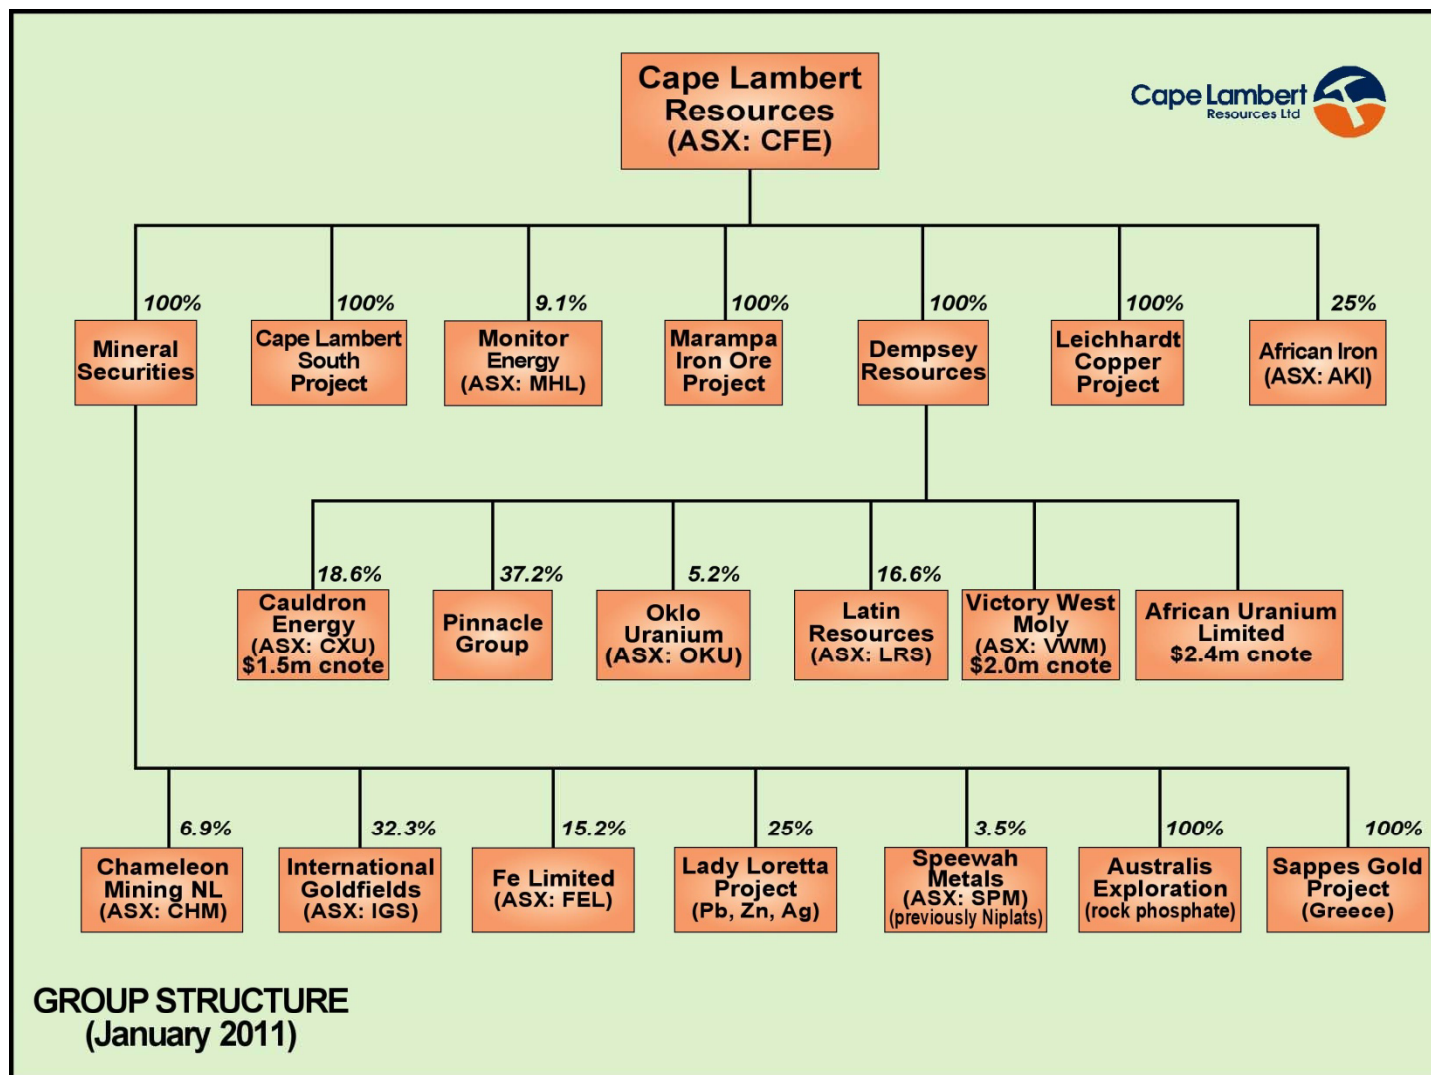 Cape Lambert
Resources
(ASX: CFE)
Cape Lambert
Resources Ltd
100%
100%
9.1%
100%
100%
100%
25%
Mineral
Securities
Cape Lambert
South
Project
Monitor
Energy
(ASX: MHL)
Marampa
Iron Ore
Project
Dempsey
Resources
Leichhardt
Copper
Project
African Iron
(ASX: AKI)
18.6%
37.2%
5.2%
16.6%
Cauldron
Energy
(ASX: CXU)
$1.5m cnote
Pinnacle
Group
Oklo
Uranium
(ASX: OKU)
Latin
Resources
(ASX: LRS)
Victory West
Moly
(ASX: VWM)
$2.0m cnote
African Uranium
Limited
$2.4m cnote
6.9%
32.3%
15.2%
25%
3.5%
100%
100%
Chameleon
Mining NL
(ASX: CHM)
International
Goldfields
(ASX: IGS)
Fe Limited
(ASX: FEL)
Lady Loretta
Project
(Pb, Zn, Ag)
Speewah
Metals
(ASX: SPM)
(previously Niplats)
Australis
Exploration
(rock phosphate)
Sappes Gold
Project
(Greece)
GROUP STRUCTURE
(January 2011)